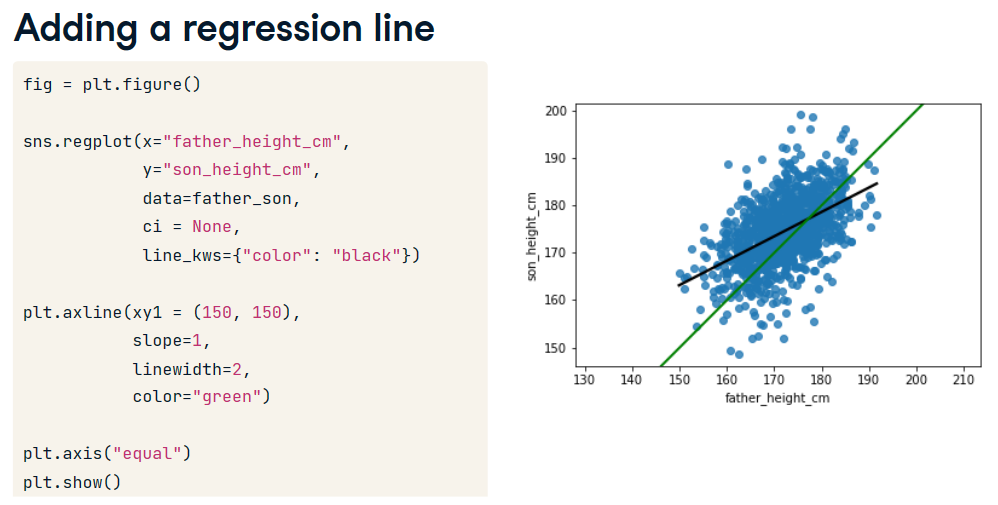 Adding a regression line
fig = plt.figure()
sns.regplot(x="father_height_cm",
y="son_height_cm",
data=father_son,
ci = None,
line_kws={"color": "black"})
plt.axline(xy1 = (150, 150),
slope=1,
linewidth=2,
color="green")
plt.axis("equal")
plt.show()
200
190
180
170
160
150
son_height_cm
130 140 150 160 170 180 190 200 210
father_height_cm